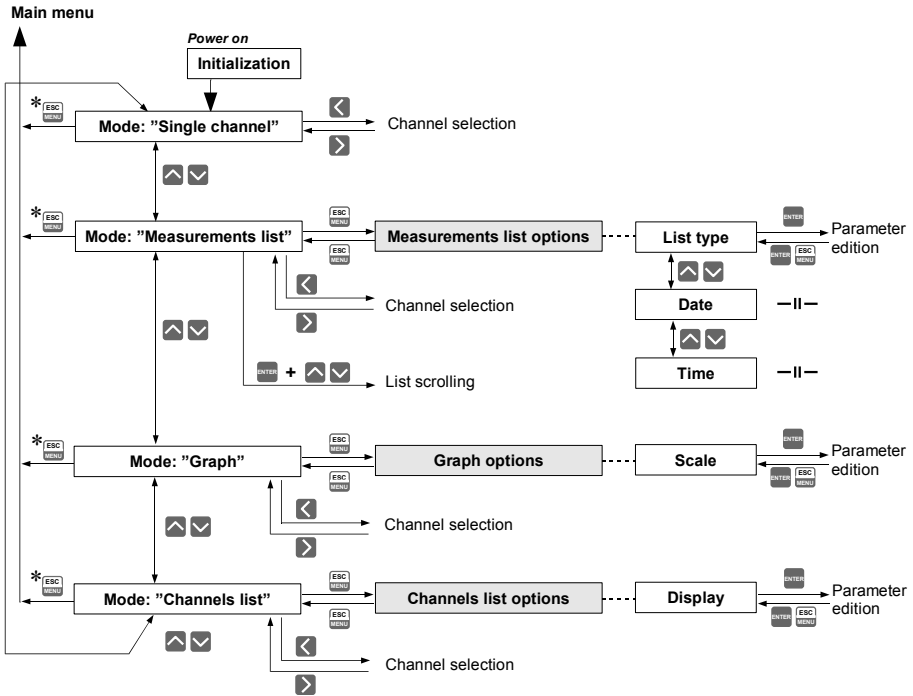 Main menu
Power on
Initialization
* ESC MENU
Mode: ”Single channel”
Channel selection
* ESC MENU
Mode: ”Measurements list”
ESC MENU
ESC MENU
Measurements list options
List type
ENTER
ENTER ESC MENU
Parameter
edition
Channel selection
Date
—II—
ENTER +
List scrolling
Time
—II—
* ESC MENU
Mode: ”Graph”
ESC MENU
ESC MENU
Graph options
Scale
ENTER
ENTER ESC MENU
Parameter
edition
Channel selection
* ESC MENU
Mode: ”Channels list”
ESC MENU
ESC MENU
Channels list options
Display
ENTER
ENTER ESC MENU
Parameter
edition
Channel selection